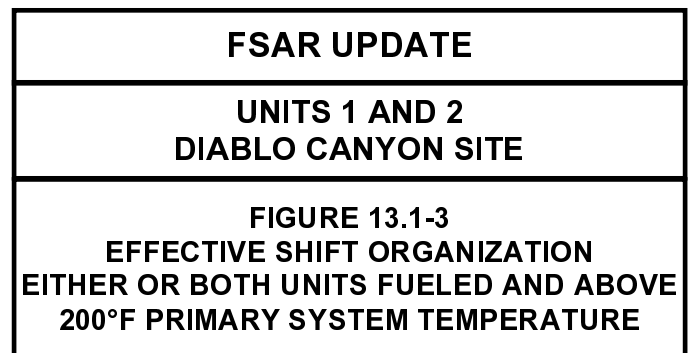 FSAR UPDATE
UNITS 1 AND 2
DIABLO CANYON SITE
FIGURE 13.1-3
EFFECTIVE SHIFT ORGANIZATION
EITHER OR BOTH UNITS FUELED AND ABOVE
200°F PRIMARY SYSTEM TEMPERATURE